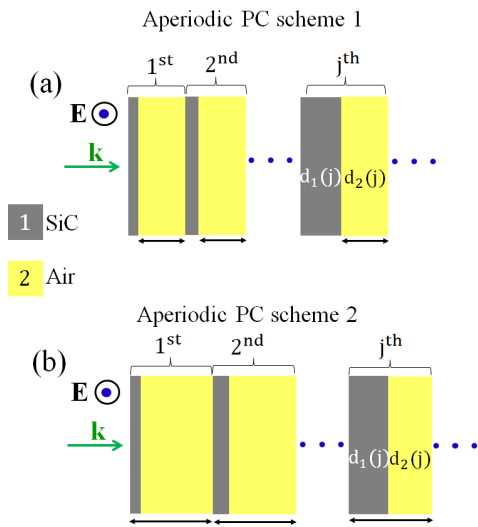 Aperiodic PC scheme 1
(a) 1st 2nd jth
E
k
d₁(j) d₂(j)
1 SiC
2 Air
Aperiodic PC scheme 2
(b) 1st 2nd jth
E
k
d₁(j) d₂(j)